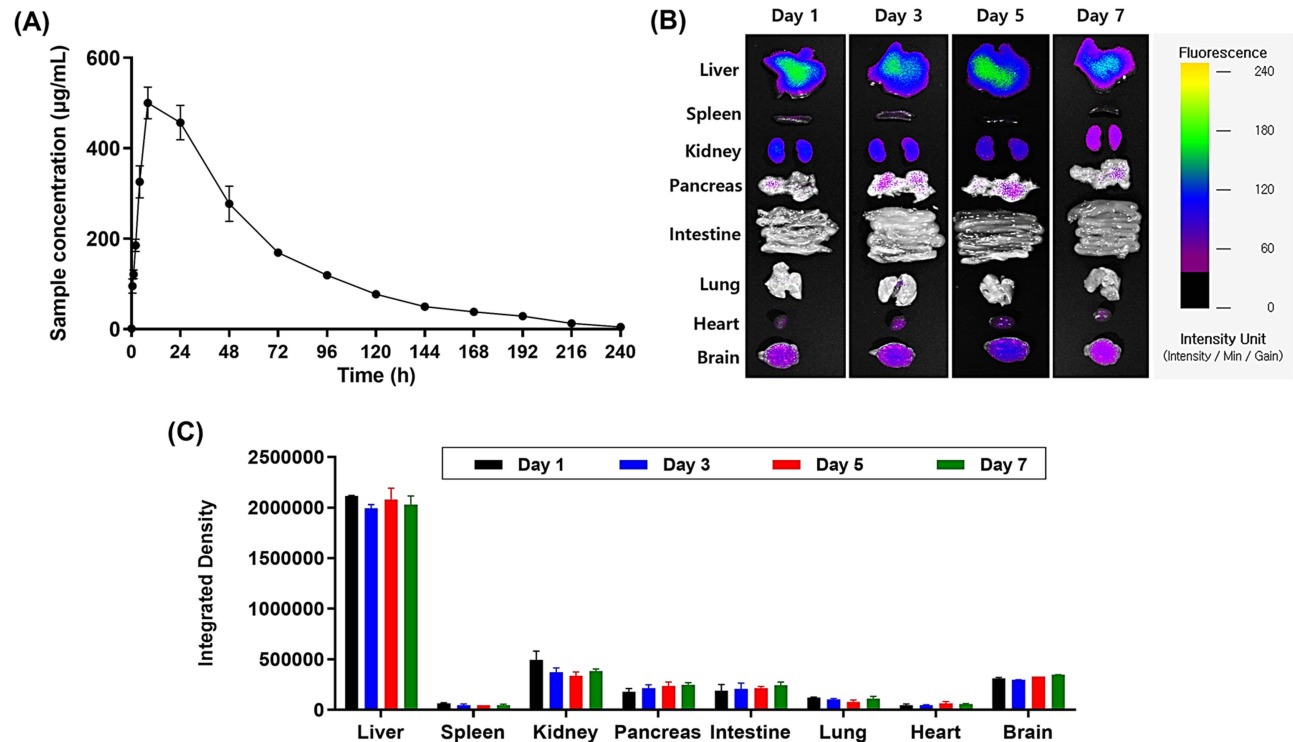 (A)
Sample concentration (μg/mL)
600
400
200
0
0 24 48 72 96 120 144 168 192 216 240
Time (h)
(B)
Day 1 Day 3 Day 5 Day 7
Liver
Spleen
Kidney
Pancreas
Intestine
Lung
Heart
Brain
Fluorescence
240
180
120
60
0
Intensity Unit
(Intensity / Min / Gain)
(C)
Day 1 Day 3 Day 5 Day 7
Integrated Density
2500000
2000000
1500000
1000000
500000
0
Liver Spleen Kidney Pancreas Intestine Lung Heart Brain